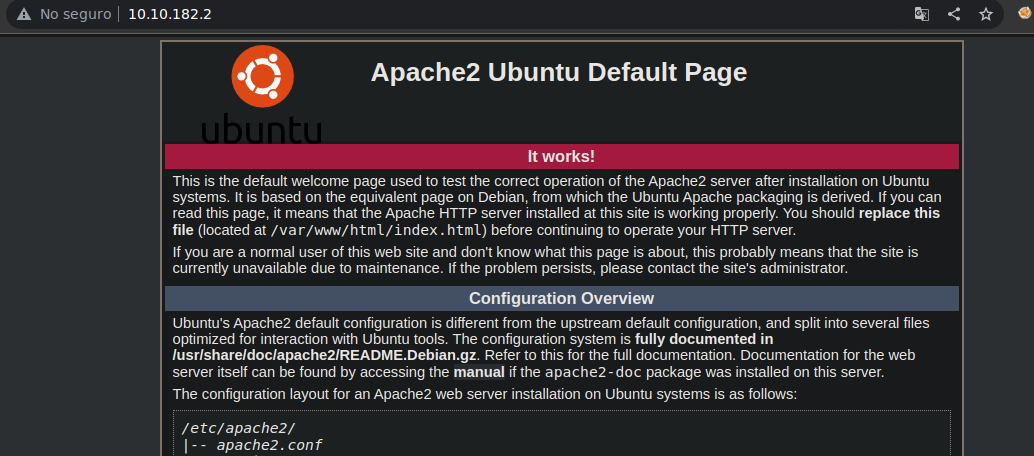 No seguro 10.10.182.2
Apache2 Ubuntu Default Page
ubuntu
It works!
This is the default welcome page used to test the correct operation of the Apache2 server after installation on Ubuntu
systems. It is based on the equivalent page on Debian, from which the Ubuntu Apache packaging is derived. If you can
read this page, it means that the Apache HTTP server installed at this site is working properly. You should replace this
file (located at /var/www/html/index.html) before continuing to operate your HTTP server.
If you are a normal user of this web site and don't know what this page is about, this probably means that the site is
currently unavailable due to maintenance. If the problem persists, please contact the site's administrator.
Configuration Overview
Ubuntu's Apache2 default configuration is different from the upstream default configuration, and split into several files
optimized for interaction with Ubuntu tools. The configuration system is fully documented in
/usr/share/doc/apache2/README.Debian.gz. Refer to this for the full documentation. Documentation for the web
server itself can be found by accessing the manual if the apache2-doc package was installed on this server.
The configuration layout for an Apache2 web server installation on Ubuntu systems is as follows:
/etc/apache2/
|-- apache2.conf